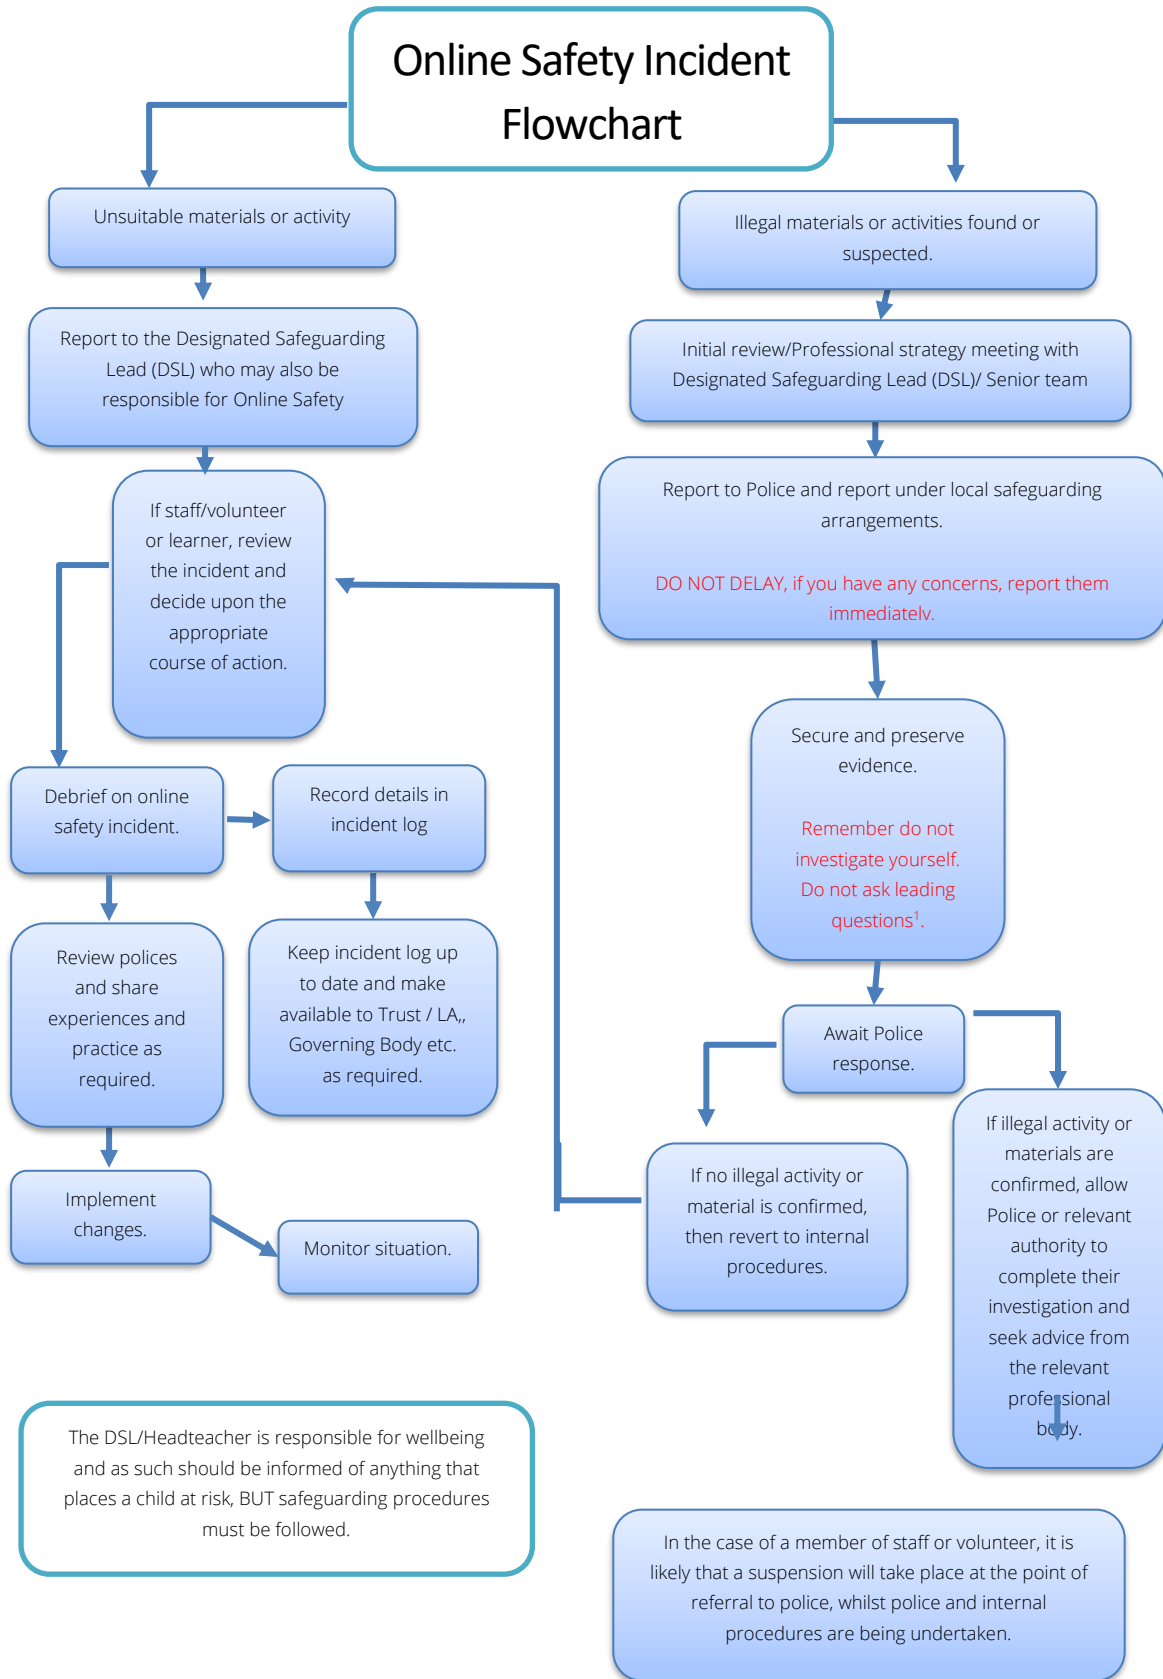 Online Safety Incident
Flowchart
Unsuitable materials or activity
Report to the Designated Safeguarding
Lead (DSL) who may also be
responsible for Online Safety
If staff/volunteer
or learner, review
the incident and
decide upon the
appropriate
course of action.
Debrief on online
safety incident.
Record details in
incident log
Review polices
and share
experiences and
practice as
required.
Keep incident log up
to date and make
available to Trust / LA,,
Governing Body etc.
as required.
Implement
changes.
Monitor situation.
Illegal materials or activities found or
suspected.
Initial review/Professional strategy meeting with
Designated Safeguarding Lead (DSL)/ Senior team
Report to Police and report under local safeguarding
arrangements.
DO NOT DELAY, if you have any concerns, report them
immediately.
Secure and preserve
evidence.
Remember do not
investigate yourself.
Do not ask leading
questions¹.
Await Police
response.
If no illegal activity or
material is confirmed,
then revert to internal
procedures.
If illegal activity or
materials are
confirmed, allow
Police or relevant
authority to
complete their
investigation and
seek advice from
the relevant
professional
body.
The DSL/Headteacher is responsible for wellbeing
and as such should be informed of anything that
places a child at risk, BUT safeguarding procedures
must be followed.
In the case of a member of staff or volunteer, it is
likely that a suspension will take place at the point of
referral to police, whilst police and internal
procedures are being undertaken.